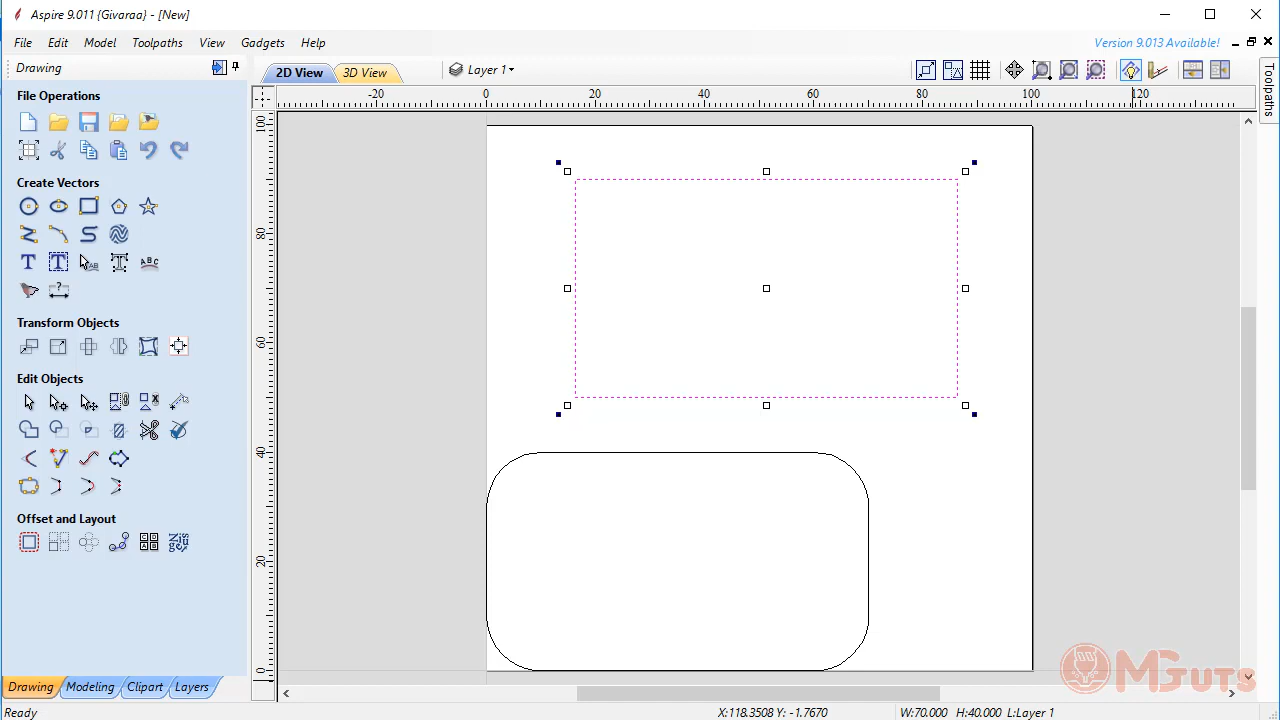 Aspire 9.011 {Givaraa} - [New]
File Edit Model Toolpaths View Gadgets Help
Version 9.013 Available!
Drawing
2D View
3D View
Layer 1
Toolpaths
File Operations
Create Vectors
Transform Objects
Edit Objects
Offset and Layout
-20 0 20 40 60 80 100 120
100
80
60
40
20
0
Drawing Modeling Clipart Layers
Ready
X:118.3508 Y: -1.7670
W:70.000 H:40.000 L:Layer 1
MGJUTS